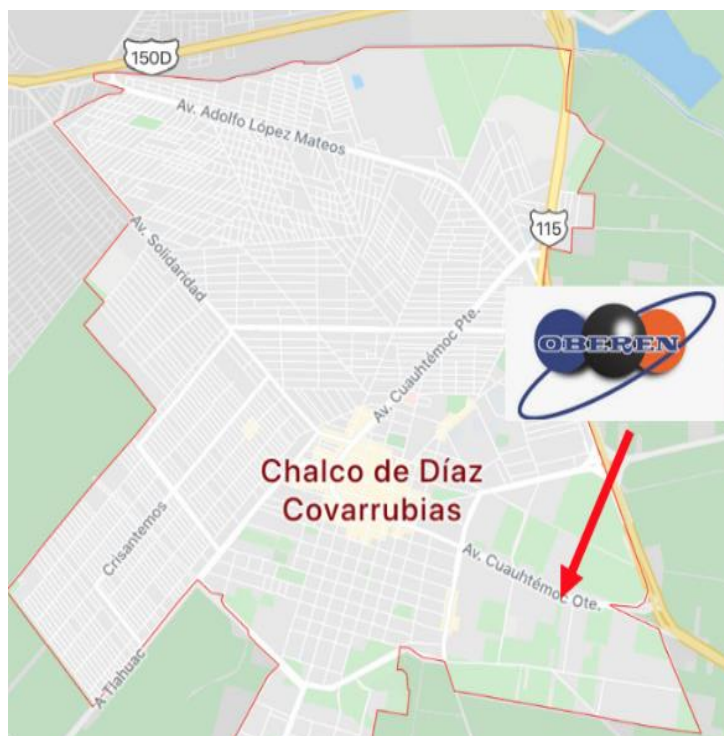 150D
Av. Adolfo López Mateos
Av. Solidaridad
115
Av. Cuauhtémoc Pte.
OBEREN
Chalco de Díaz
Covarrubias
Crisantemos
Av. Cuauhtémoc Ote.
A-Tlahuac